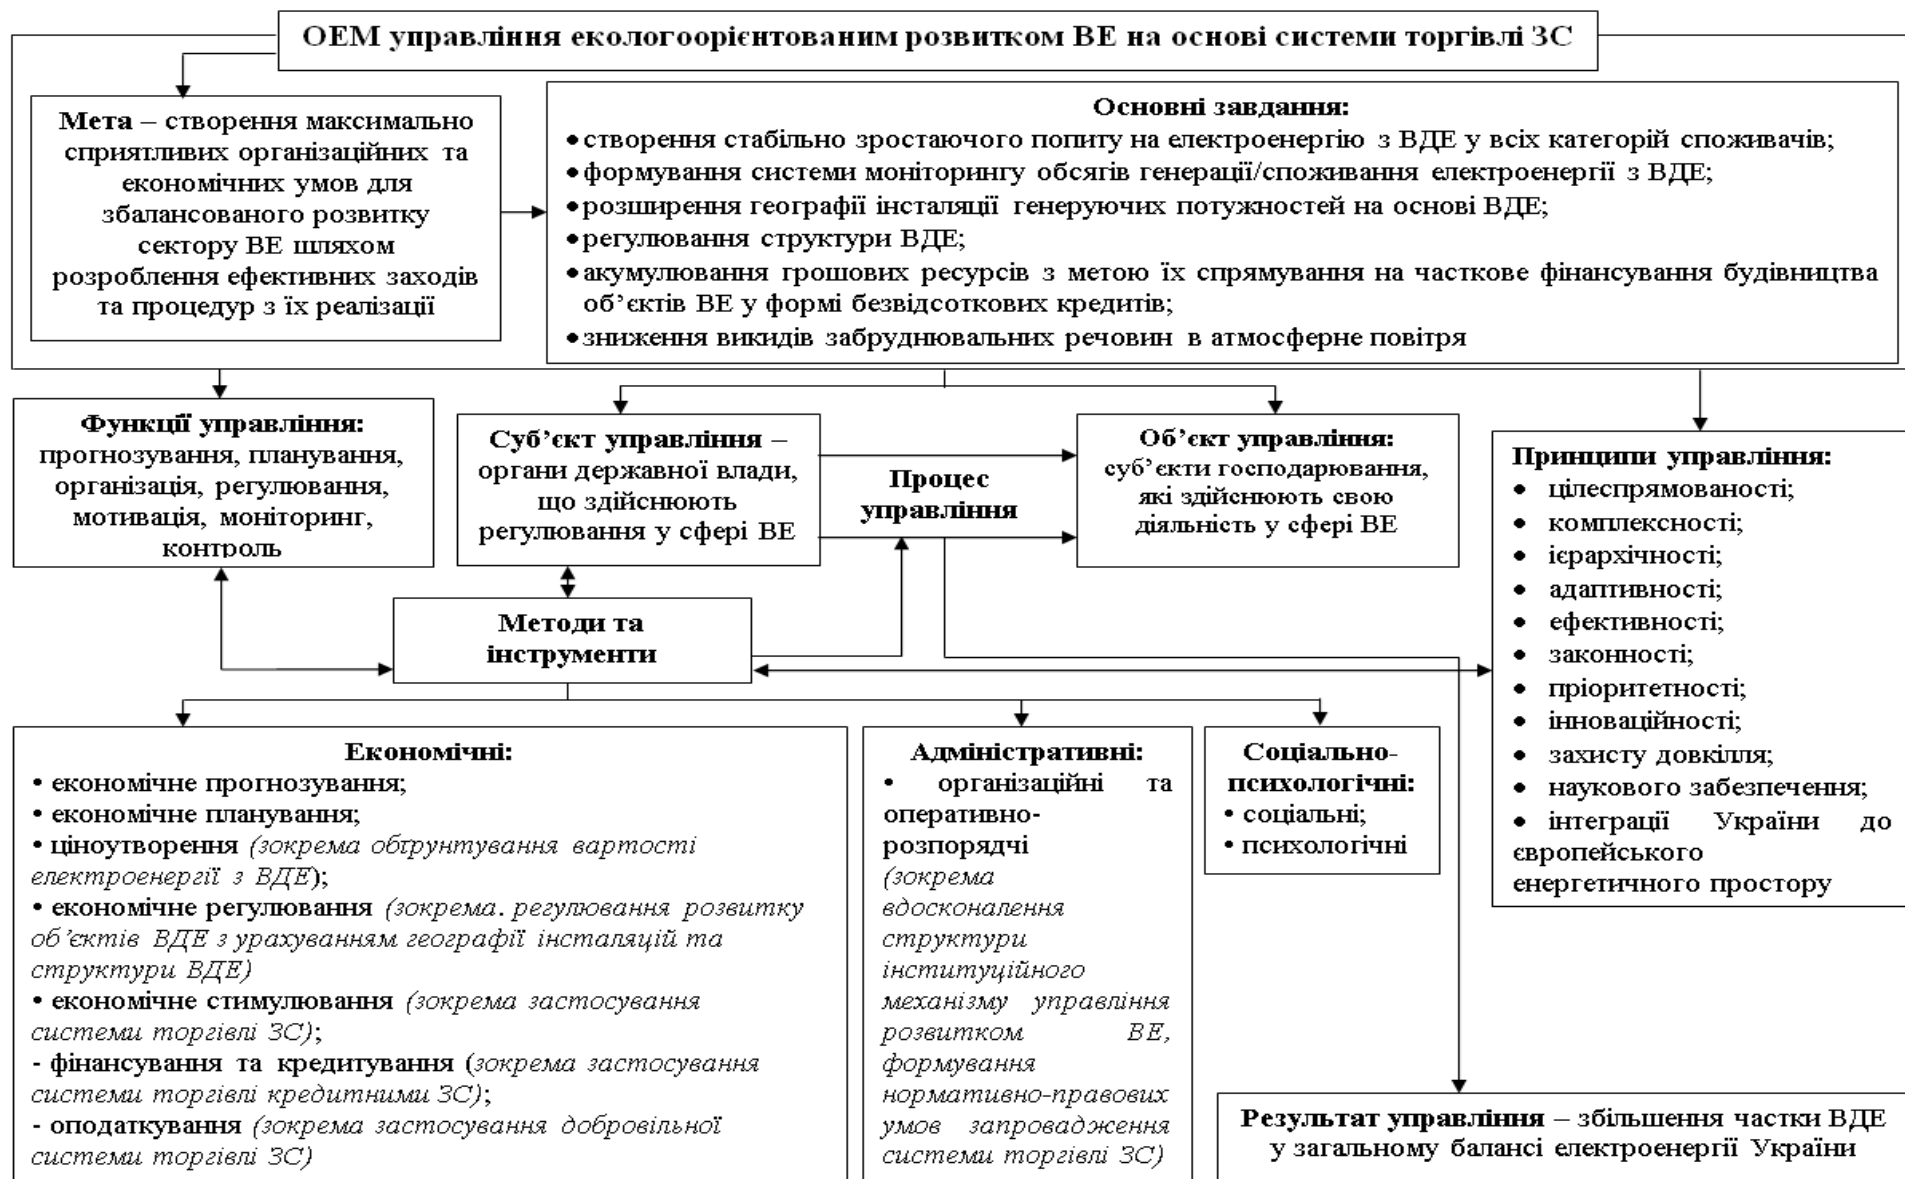 ОЕМ управління екологоорієнтованим розвитком ВЕ на основі системи торгівлі ЗС
Мета – створення максимально
сприятливих організаційних та
економічних умов для
збалансованого розвитку
сектору ВЕ шляхом
розроблення ефективних заходів
та процедур з їх реалізації
Основні завдання:
• створення стабільно зростаючого попиту на електроенергію з ВДЕ у всіх категорій споживачів;
• формування системи моніторингу обсягів генерації/споживання електроенергії з ВДЕ;
• розширення географії інсталяції генеруючих потужностей на основі ВДЕ;
• регулювання структури ВДЕ;
• акумулювання грошових ресурсів з метою їх спрямування на часткове фінансування будівництва
об’єктів ВЕ у формі безвідсоткових кредитів;
• зниження викидів забруднювальних речовин в атмосферне повітря
Функції управління:
прогнозування, планування,
організація, регулювання,
мотивація, моніторинг,
контроль
Суб’єкт управління –
органи державної влади,
що здійснюють
регулювання у сфері ВЕ
Процес
управління
Об’єкт управління:
суб’єкти господарювання,
які здійснюють свою
діяльність у сфері ВЕ
Принципи управління:
• цілеспрямованості;
• комплексності;
• ієрархічності;
• адаптивності;
• ефективності;
• законності;
• пріоритетності;
• інноваційності;
• захисту довкілля;
• наукового забезпечення;
• інтеграції України до
європейського
енергетичного простору
Методи та
інструменти
Економічні:
• економічне прогнозування;
• економічне планування;
• ціноутворення (зокрема обґрунтування вартості
електроенергії з ВДЕ);
• економічне регулювання (зокрема. регулювання розвитку
об’єктів ВДЕ з урахуванням географії інсталяцій та
структури ВДЕ)
• економічне стимулювання (зокрема застосування
системи торгівлі ЗС);
- фінансування та кредитування (зокрема застосування
системи торгівлі кредитними ЗС);
- оподаткування (зокрема застосування добровільної
системи торгівлі ЗС)
Адміністративні:
• організаційні та
оперативно-
розпорядчі
(зокрема
вдосконалення
структури
інституційного
механізму управління
розвитком ВЕ,
формування
нормативно-правових
умов запровадження
системи торгівлі ЗС)
Соціально-
психологічні:
• соціальні;
• психологічні
Результат управління – збільшення частки ВДЕ
у загальному балансі електроенергії України